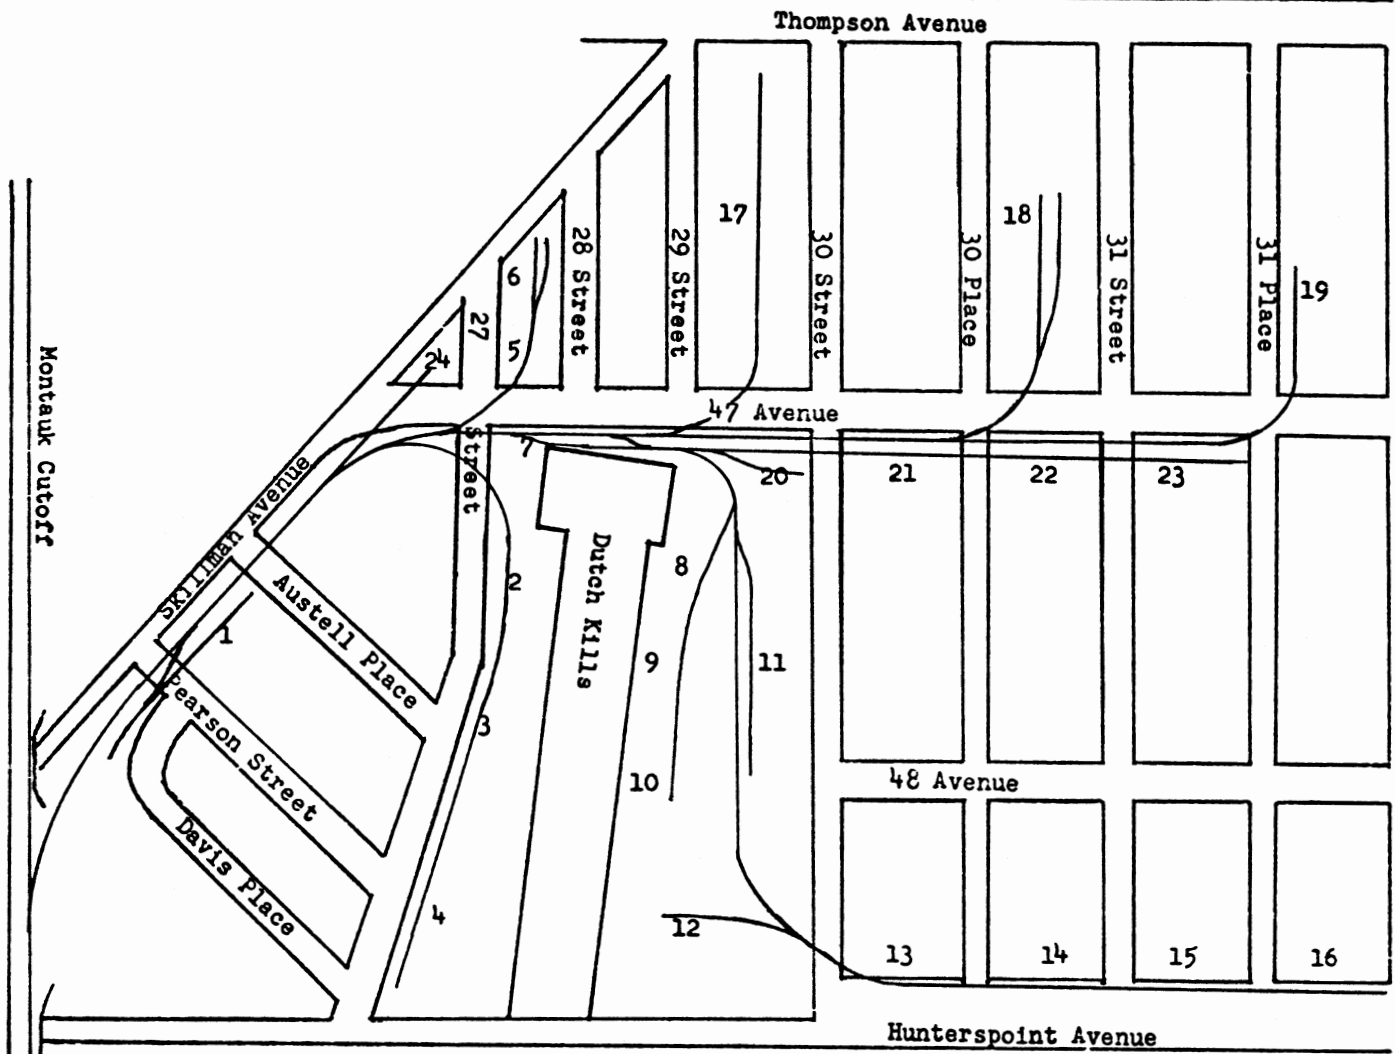 Thompson Avenue
17
18
6
28 Street
29 Street
30 Street
30 Place
31 Street
31 Place
19
27 Street
5
24
Montauk Cutoff
47 Avenue
7
20
21
22
23
Skillman Avenue
8
2
Dutch Kills
Austell Place
1
9
11
Pearson Street
3
10
48 Avenue
Davis Place
4
12
13
14
15
16
Hunterspoint Avenue